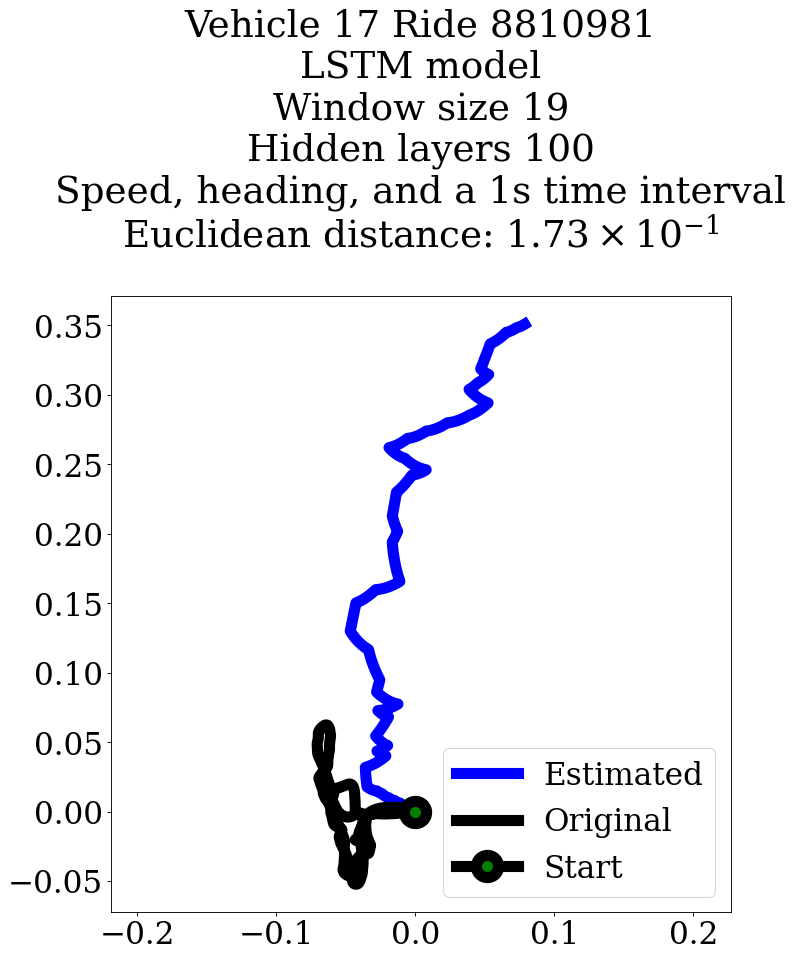 Vehicle 17 Ride 8810981
LSTM model
Window size 19
Hidden layers 100
Speed, heading, and a 1s time interval
Euclidean distance: 1.73 × 10⁻¹
0.35
0.30
0.25
0.20
0.15
0.10
0.05
0.00
−0.05
Estimated
Original
Start
−0.2 −0.1 0.0 0.1 0.2